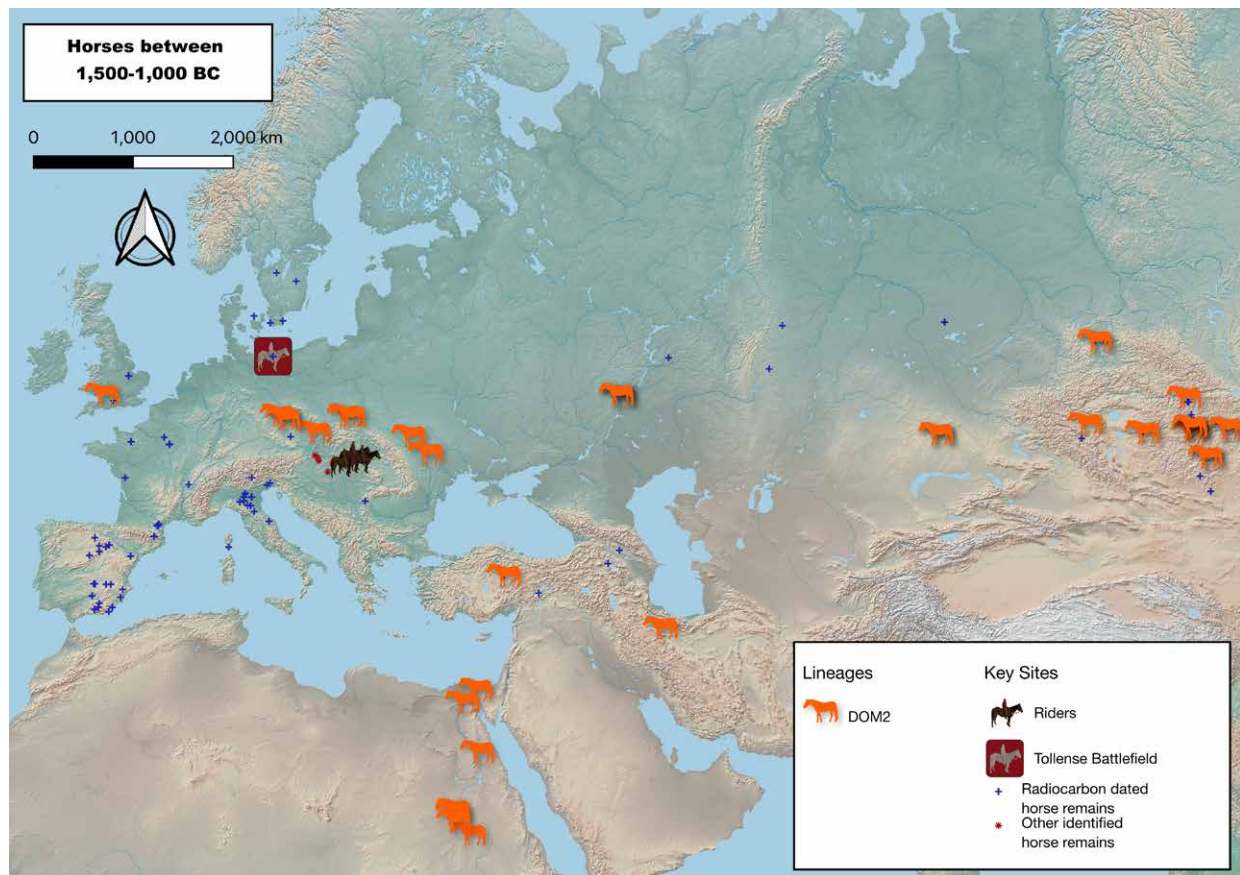 Horses between
1,500-1,000 BC
0 1,000 2,000 km
Lineages
DOM2
Key Sites
Riders
Tollense Battlefield
Radiocarbon dated
horse remains
Other identified
horse remains